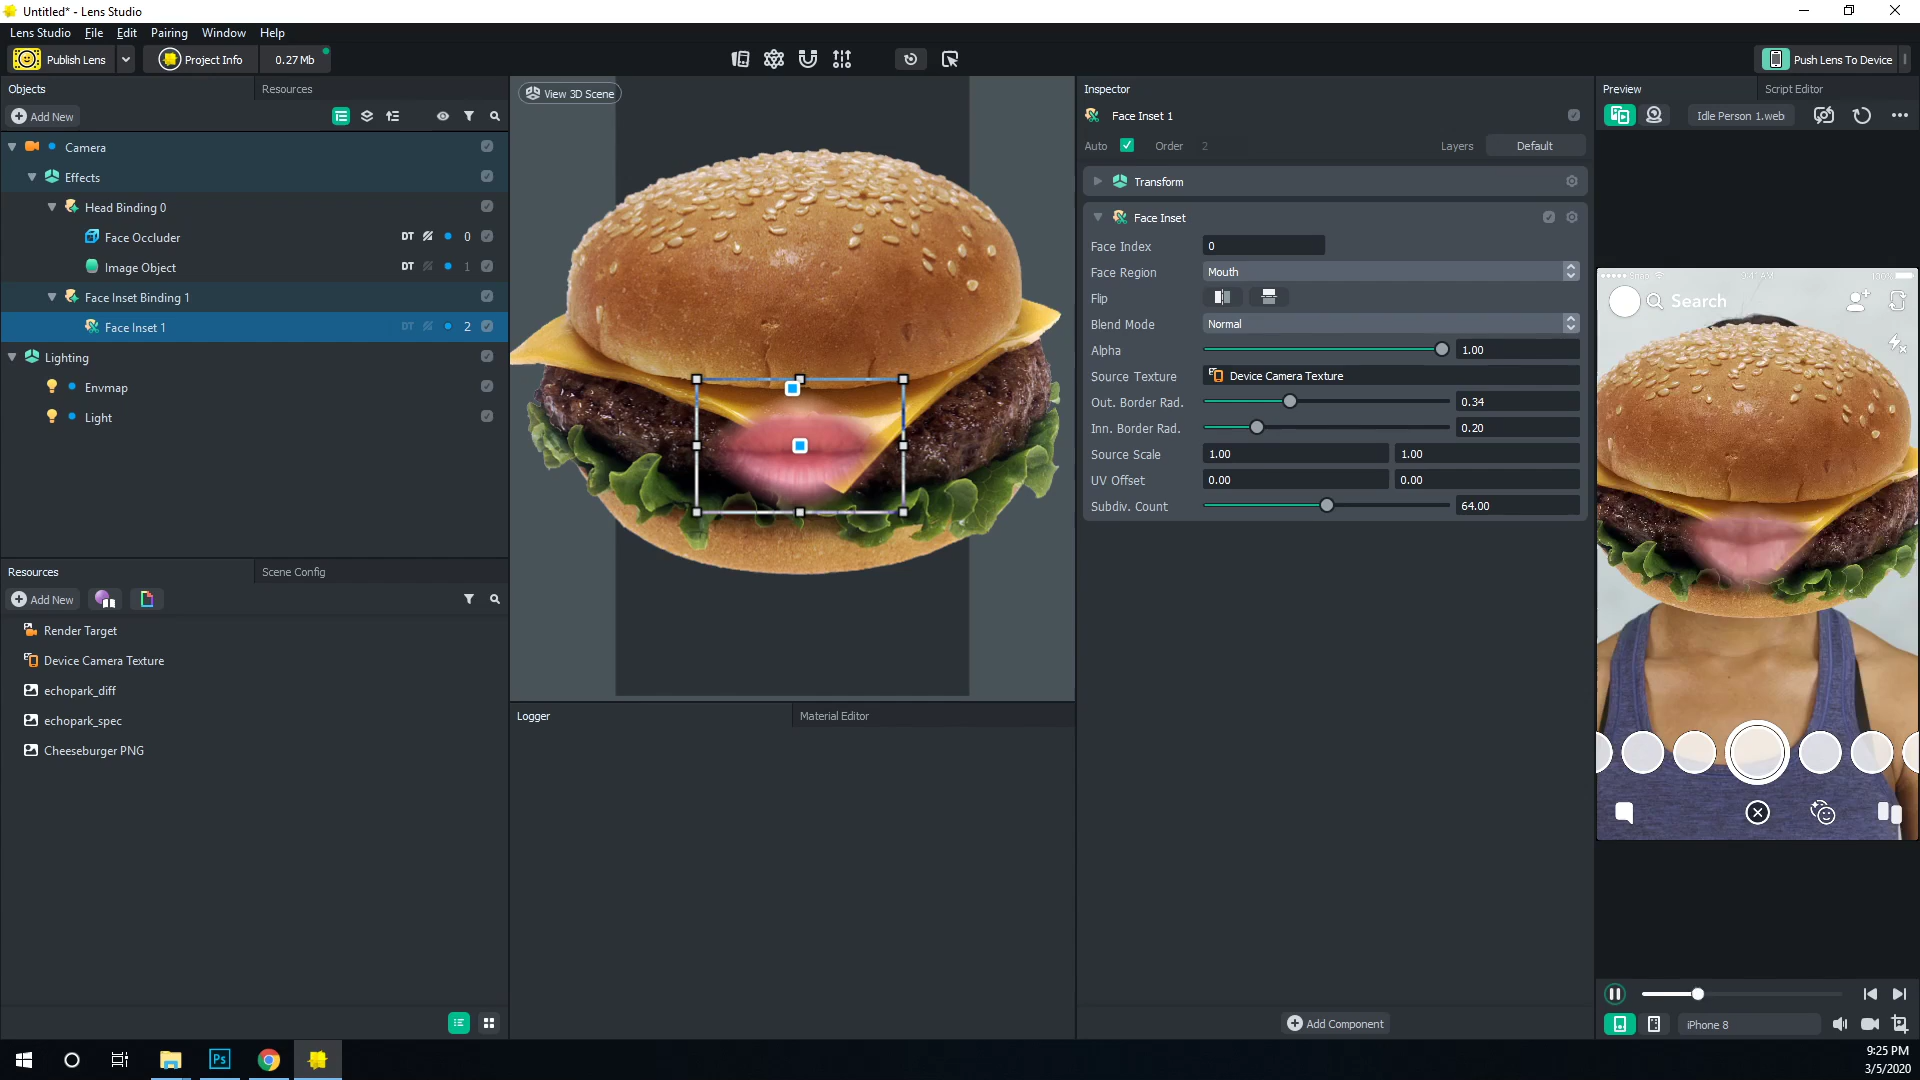 Untitled* - Lens Studio
Lens Studio File Edit Pairing Window Help
Publish Lens Project Info 0.27 Mb Push Lens To Device
Objects Resources
Add New
Camera
Effects
Head Binding 0
Face Occluder DT 0
Image Object DT 1
Face Inset Binding 1
Face Inset 1 DT 2
Lighting
Envmap
Light
Resources Scene Config
Add New
Render Target
Device Camera Texture
echopark_diff
echopark_spec
Cheeseburger PNG
View 3D Scene
Logger Material Editor
Inspector
Face Inset 1
Auto Order 2 Layers Default
Transform
Face Inset
Face Index 0
Face Region Mouth
Flip
Blend Mode Normal
Alpha 1.00
Source Texture Device Camera Texture
Out. Border Rad. 0.34
Inn. Border Rad. 0.20
Source Scale 1.00 1.00
UV Offset 0.00 0.00
Subdiv. Count 64.00
Add Component
Preview Script Editor
Idle Person 1.web
Search
iPhone 8
Ps
9:25 PM
3/5/2020